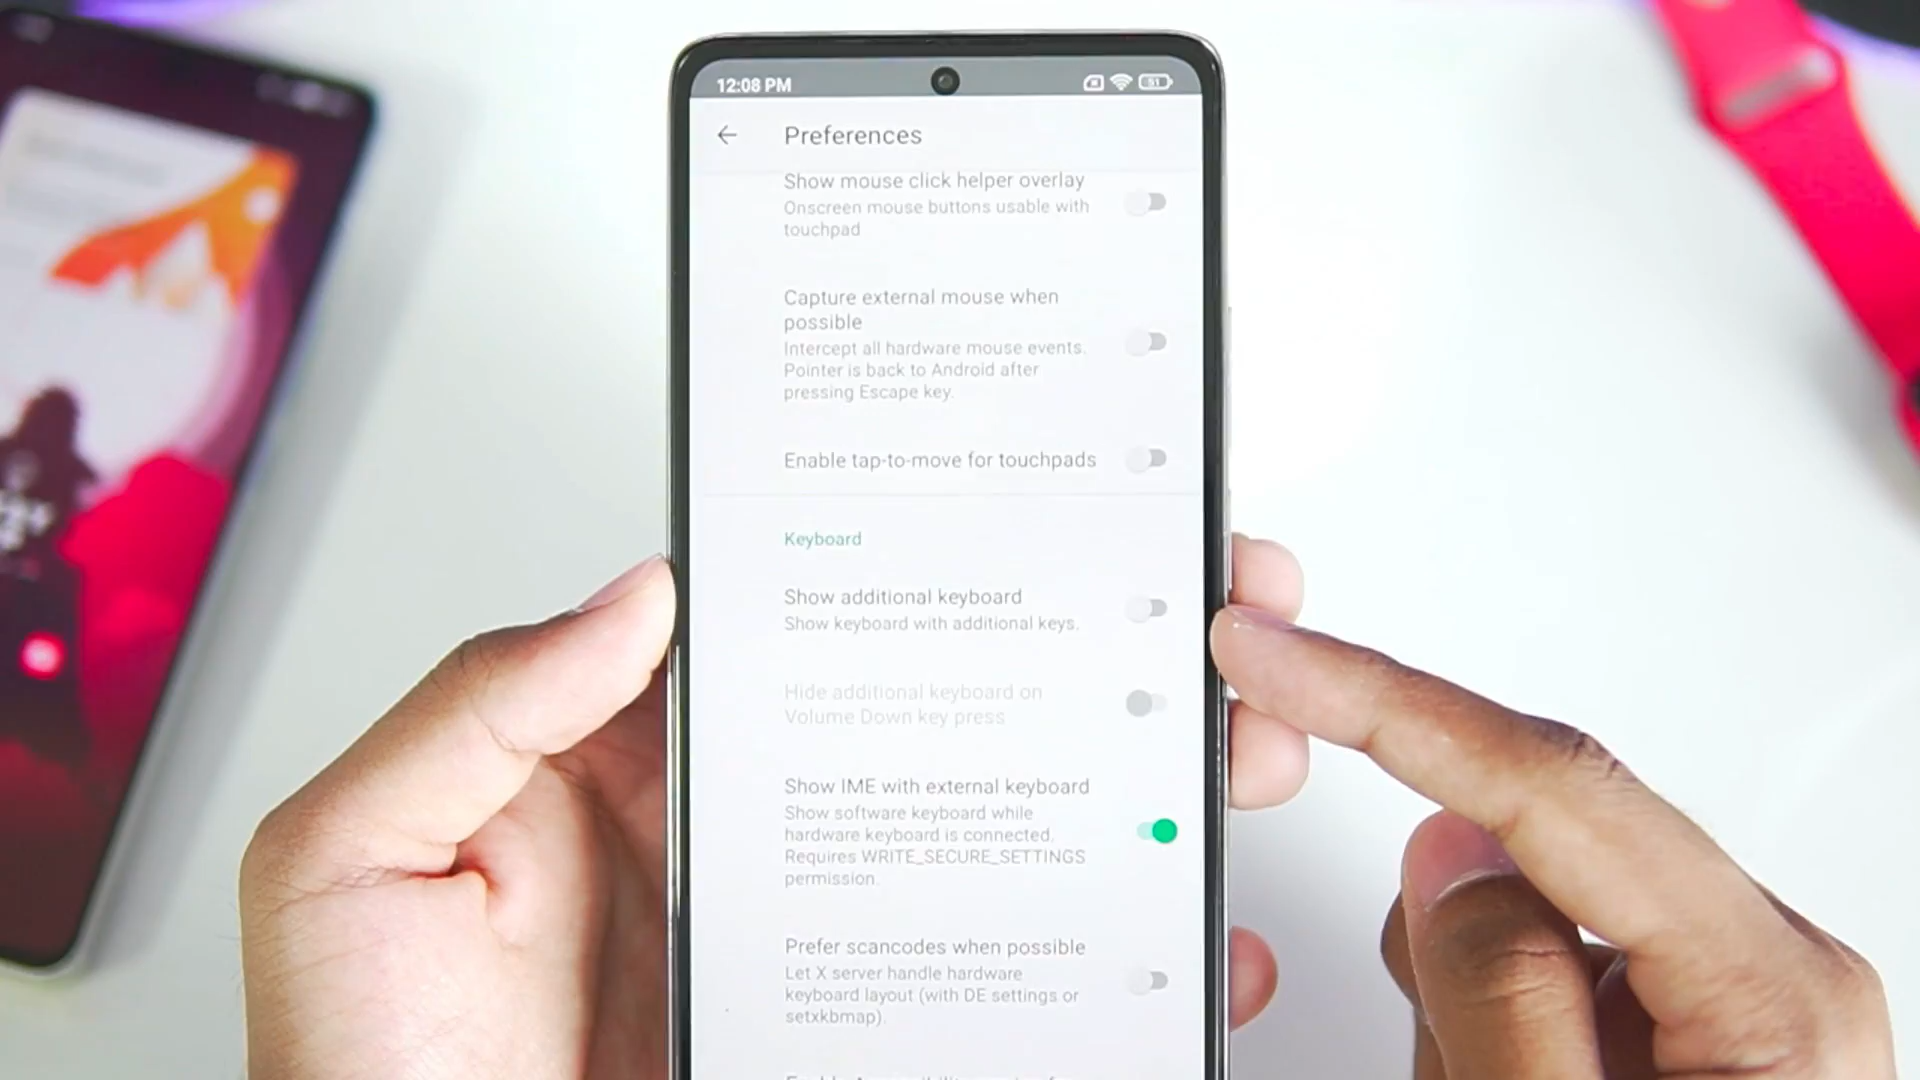 12:08 PM
51
Preferences
Show mouse click helper overlay
Onscreen mouse buttons usable with
touchpad
Capture external mouse when
possible
Intercept all hardware mouse events.
Pointer is back to Android after
pressing Escape key.
Enable tap-to-move for touchpads
Keyboard
Show additional keyboard
Show keyboard with additional keys.
Hide additional keyboard on
Volume Down key press
Show IME with external keyboard
Show software keyboard while
hardware keyboard is connected.
Requires WRITE_SECURE_SETTINGS
permission.
Prefer scancodes when possible
Let X server handle hardware
keyboard layout (with DE settings or
setxkbmap).